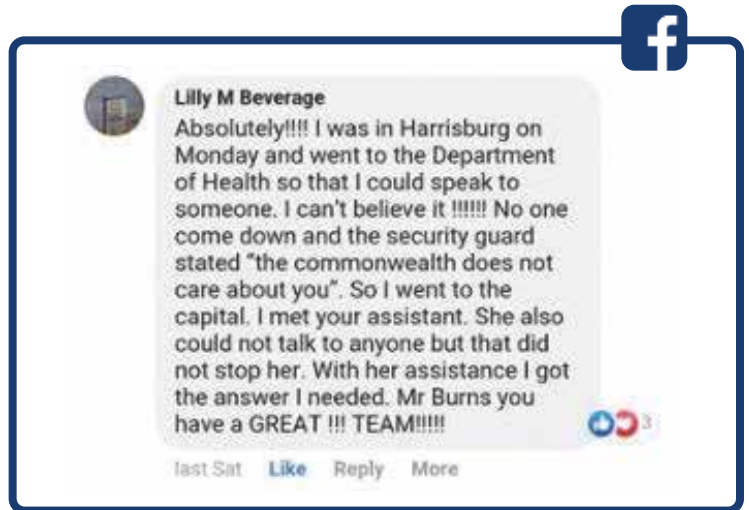 f
Lilly M Beverage
Absolutely!!!! I was in Harrisburg on
Monday and went to the Department
of Health so that I could speak to
someone. I can't believe it !!!!!! No one
come down and the security guard
stated "the commonwealth does not
care about you". So I went to the
capital. I met your assistant. She also
could not talk to anyone but that did
not stop her. With her assistance I got
the answer I needed. Mr Burns you
have a GREAT !!! TEAM!!!!!
3
last Sat Like Reply More